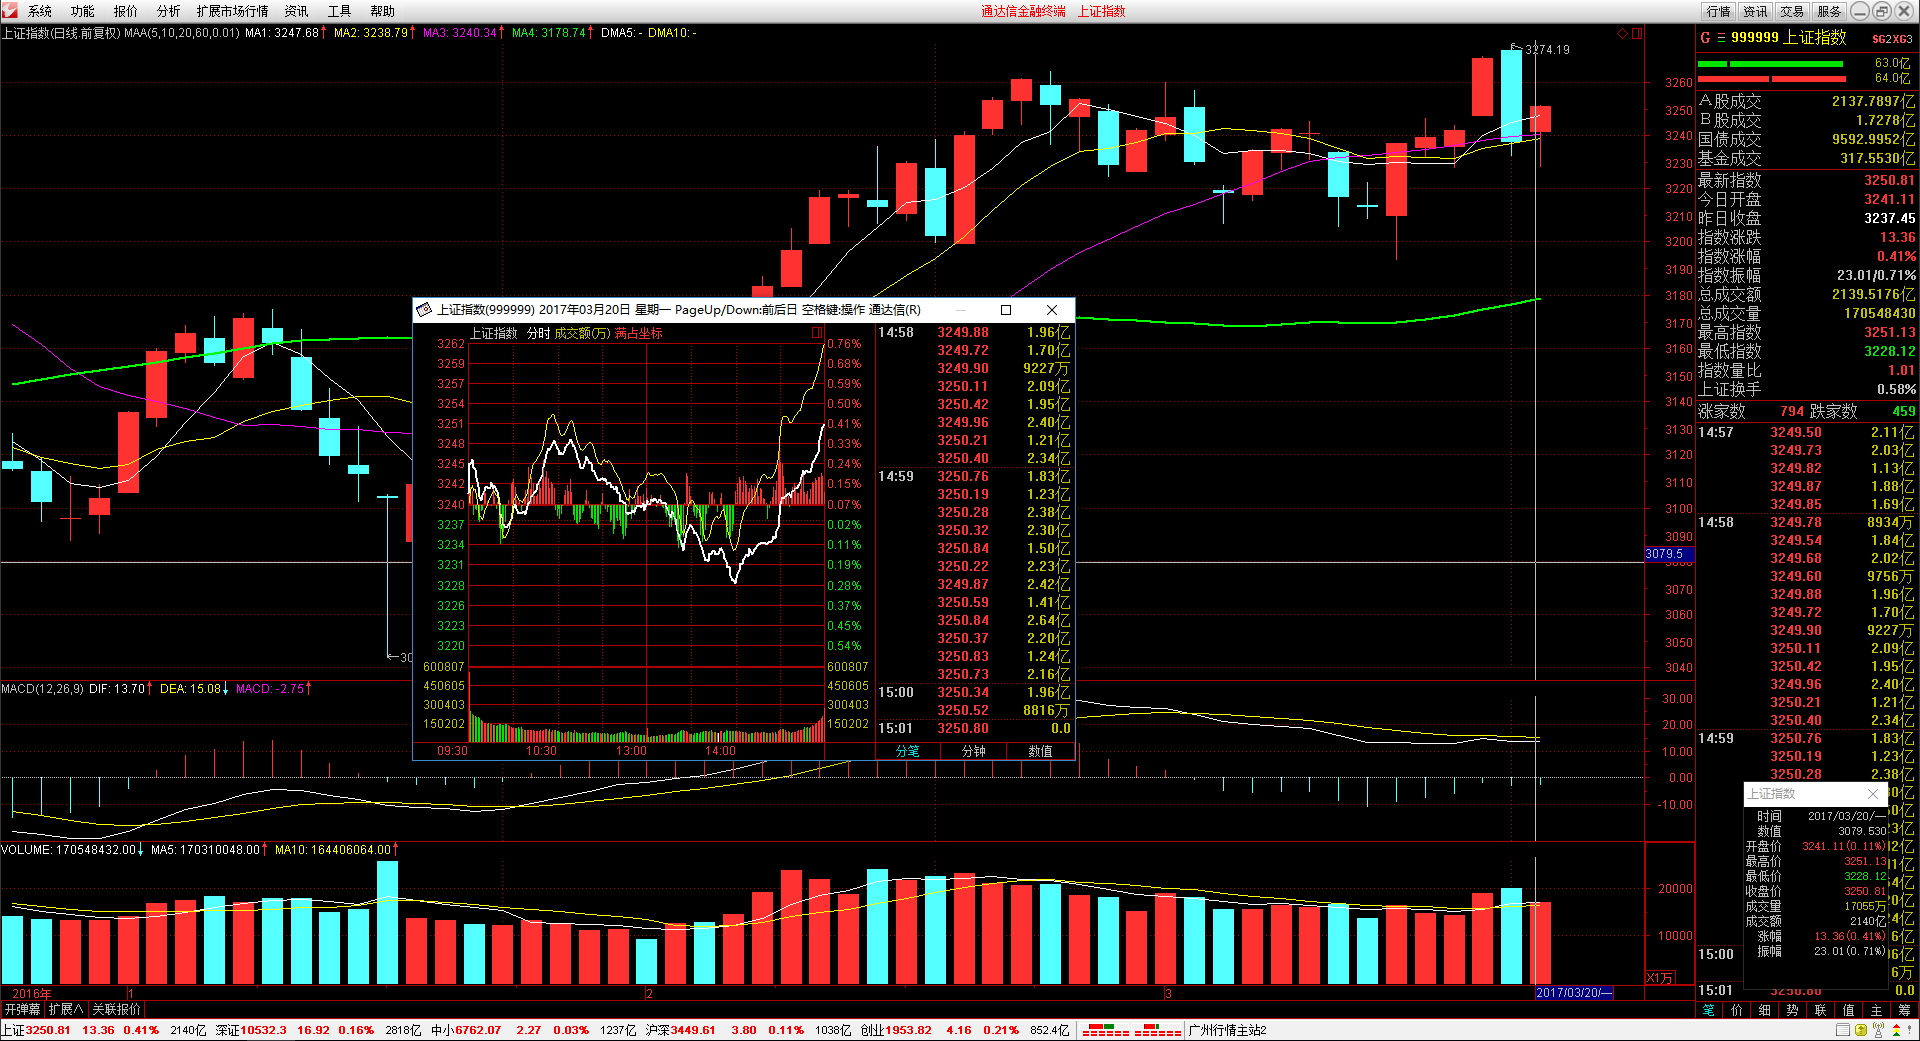 系统 功能 报价 分析 扩展市场行情 资讯 工具 帮助 通达信金融终端 上证指数 行情 资讯 交易 服务
上证指数(日线.前复权) MAA(5,10,20,60,0.01) MA1: 3247.68↑ MA2: 3238.79↑ MA3: 3240.34↑ MA4: 3178.74↑ DMA5: - DMA10: -
3274.19
3260
3250
3240
3230
3220
3210
3200
3190
3180
3170
3160
3150
3140
3130
3120
3110
3100
3090
3079.5
3070
3060
3050
3040
上证指数(999999) 2017年03月20日 星期一 PageUp/Down:前后日 空格键:操作 通达信(R)
上证指数 分时 成交额(万) 满占坐标
3262 0.76%
3259 0.68%
3257 0.59%
3254 0.50%
3251 0.41%
3248 0.33%
3245 0.24%
3242 0.15%
3240 0.07%
3237 0.02%
3234 0.11%
3231 0.19%
3228 0.28%
3226 0.37%
3223 0.45%
3220 0.54%
600807 600807
450605 450605
300403 300403
150202 150202
09:30 10:30 13:00 14:00
14:58 3249.88 1.96亿
3249.72 1.70亿
3249.90 9227万
3250.11 2.09亿
3250.42 1.95亿
3249.96 2.40亿
3250.21 1.21亿
3250.40 2.34亿
14:59 3250.76 1.83亿
3250.19 1.23亿
3250.28 2.38亿
3250.32 2.30亿
3250.84 1.50亿
3250.22 2.23亿
3249.87 2.42亿
3250.59 1.41亿
3250.84 2.64亿
3250.37 2.20亿
3250.83 1.24亿
3250.73 2.16亿
15:00 3250.34 1.96亿
3250.52 8816万
15:01 3250.80 0.0
分笔 分钟 数值
MACD(12,26,9) DIF: 13.70↑ DEA: 15.08↓ MACD: -2.75↑
30.00
20.00
10.00
0.00
-10.00
VOLUME: 170548432.00↓ MA5: 170310048.00↑ MA10: 164406064.00↑
20000
10000
X1万
2016年 1 2 3 2017/03/20/一
开弹幕 扩展∧ 关联报价
G 三 999999 上证指数 $G2XG3
63.0亿
64.0亿
A股成交 2137.7897亿
B股成交 1.7278亿
国债成交 9592.9952亿
基金成交 317.5530亿
最新指数 3250.81
今日开盘 3241.11
昨日收盘 3237.45
指数涨跌 13.36
指数涨幅 0.41%
指数振幅 23.01/0.71%
总成交额 2139.5176亿
总成交量 170548430
最高指数 3251.13
最低指数 3228.12
指数量比 1.01
上证换手 0.58%
涨家数 794 跌家数 459
14:57 3249.50 2.11亿
3249.73 2.03亿
3249.82 1.13亿
3249.87 1.88亿
3249.85 1.69亿
14:58 3249.78 8934万
3249.54 1.84亿
3249.68 2.02亿
3249.60 9756万
3249.88 1.96亿
3249.72 1.70亿
3249.90 9227万
3250.11 2.09亿
3250.42 1.95亿
3249.96 2.40亿
3250.21 1.21亿
3250.40 2.34亿
14:59 3250.76 1.83亿
3250.19 1.23亿
3250.28 2.38亿
上证指数
时间 2017/03/20/一
数值 3079.530
开盘价 3241.11(0.11%)
最高价 3251.13
最低价 3228.12
收盘价 3250.81
成交量 17055万
成交额 2140亿
涨幅 13.36(0.41%)
振幅 23.01(0.71%)
15:00
15:01 3250.80 0.0
笔 价 细 势 联 值 主 筹
上证3250.81 13.36 0.41% 2140亿 深证10532.3 16.92 0.16% 2818亿 中小6762.07 2.27 0.03% 1237亿 沪深3449.61 3.80 0.11% 1038亿 创业1953.82 4.16 0.21% 852.4亿 广州行情主站2